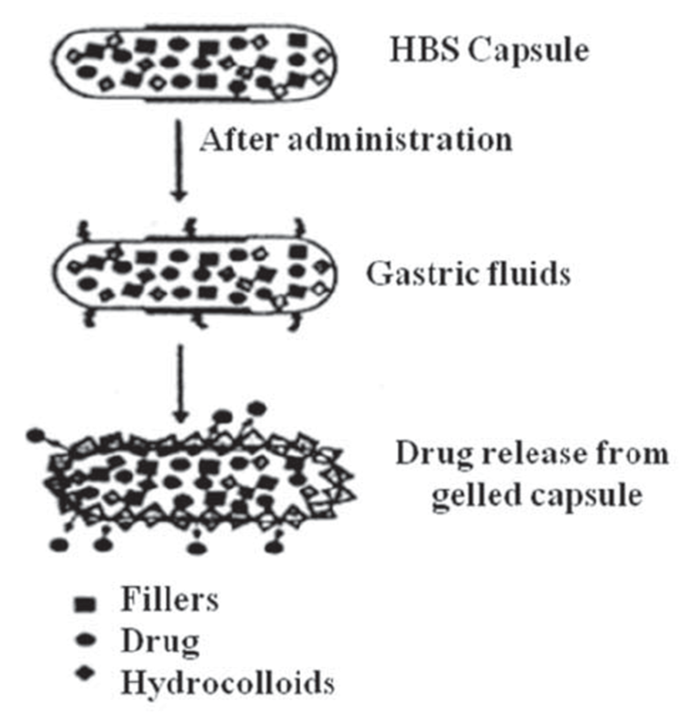 HBS Capsule
After administration
Gastric fluids
Drug release from
gelled capsule
Fillers
Drug
Hydrocolloids